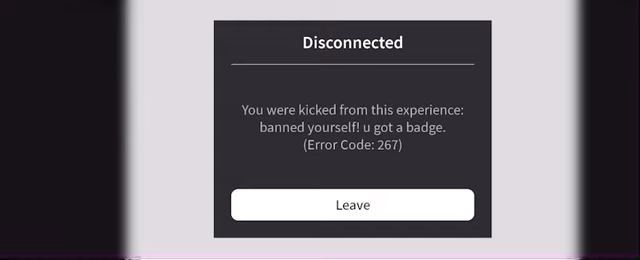 Disconnected
You were kicked from this experience:
banned yourself! u got a badge.
(Error Code: 267)
Leave